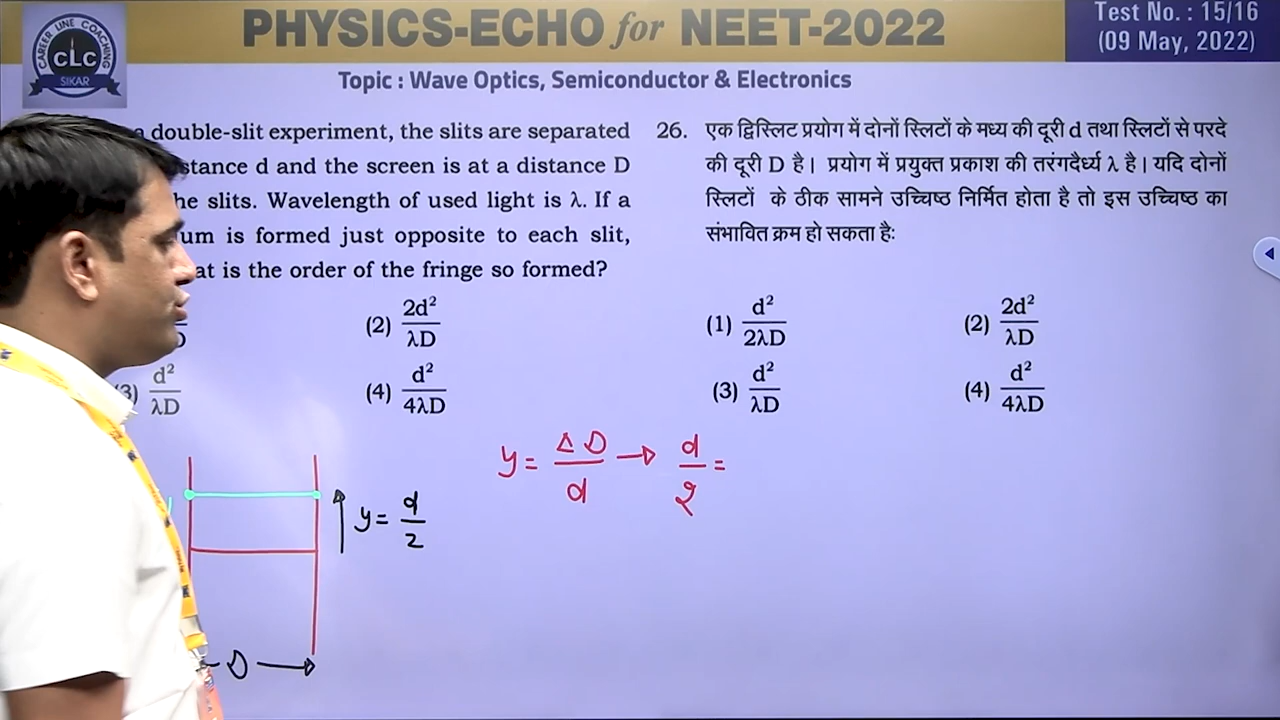 PHYSICS-ECHO for NEET-2022
Test No. : 15/16
(09 May, 2022)
CAREER LINE COACHING
CLC
SIKAR
Topic : Wave Optics, Semiconductor & Electronics
a double-slit experiment, the slits are separated
distance d and the screen is at a distance D
the slits. Wavelength of used light is λ. If a
is formed just opposite to each slit,
is the order of the fringe so formed?
(2) 2d²/λD
(3) d²/λD
(4) d²/4λD
26. एक द्विस्लिट प्रयोग में दोनों स्लिटों के मध्य की दूरी d तथा स्लिटों से परदे
की दूरी D है। प्रयोग में प्रयुक्त प्रकाश की तरंगदैर्ध्य λ है। यदि दोनों
स्लिटों के ठीक सामने उच्चिष्ठ निर्मित होता है तो इस उच्चिष्ठ का
संभावित क्रम हो सकता है:
(1) d²/2λD
(2) 2d²/λD
(3) d²/λD
(4) d²/4λD
y = ΔD/d → d/2 =
y = d/2
D